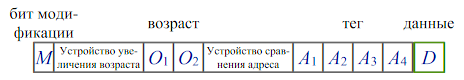 бит моди-
фикации
возраст
тег
данные
M
Устройство уве-
личения возраста
O1
O2
Устройство срав-
нения адреса
A1
A2
A3
A4
D